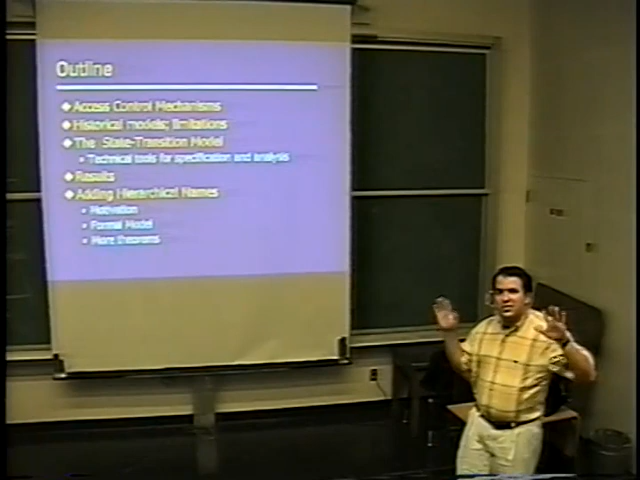 Outline
Access Control Mechanisms
Historical models; limitations
The State-Transition Model
Technical tools for specification and analysis
Results
Adding Hierarchical Names
Motivation
Formal Model
More theorems